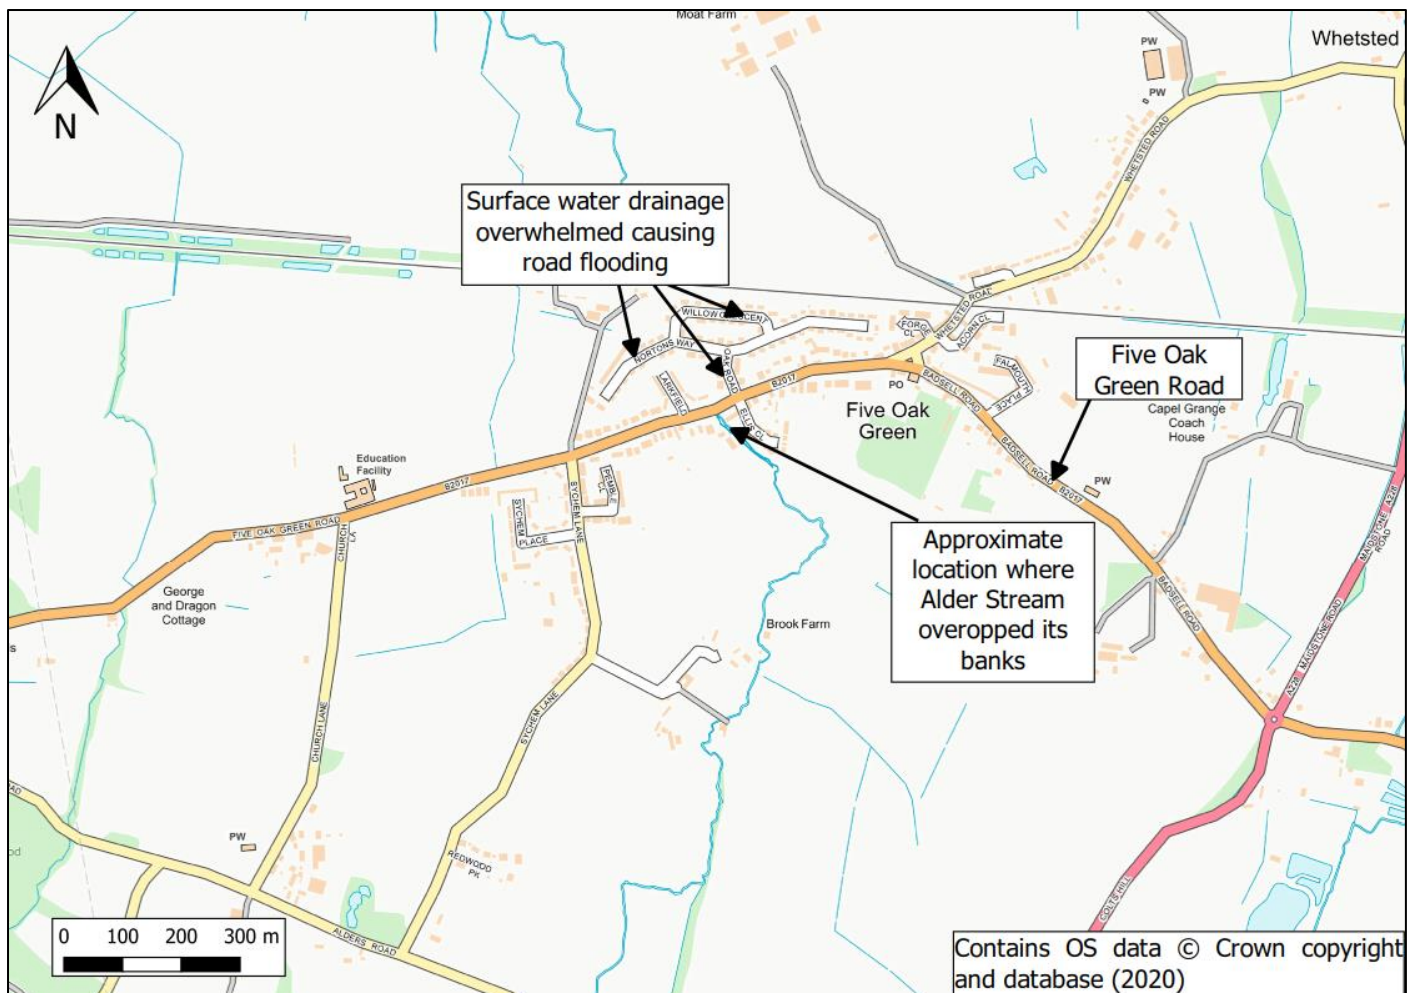 Moat Farm
Whetsted
PW
PW
N
WHETSTED ROAD
Surface water drainage
overwhelmed causing
road flooding
WILLOW CRESCENT
NORTONS WAY
OAK ROAD
LARKFIELD
ELLIS CL
B2017
FORGE
CL
WHETSTED ROAD
ACORN CL
FALMOUTH
PLACE
PO
BADSELL ROAD
Five Oak
Green
Five Oak
Green Road
Capel Grange
Coach
House
BADSELL ROAD
B2017
PW
BADSELL ROAD
MAIDSTONE A228
ROAD
A228 MAIDSTONE ROAD
Education
Facility
B2017
FIVE OAK GREEN ROAD
CHURCH
LA
PEMBLE
CL
SYCHEM
PLACE
SYCHEM LANE
George
and Dragon
Cottage
Approximate
location where
Alder Stream
overopped its
banks
Brook Farm
SYCHEM LANE
CHURCH LANE
PW
REDWOOD
PK
ALDERS ROAD
COLTS HILL
0 100 200 300 m
Contains OS data © Crown copyright
and database (2020)